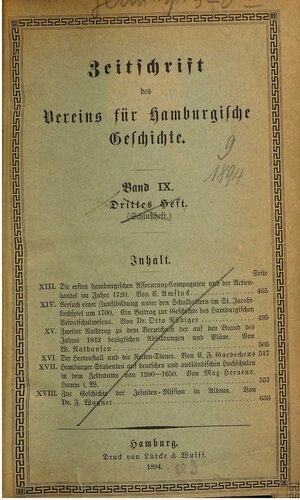 Zeitschrift
des
Vereins für Hamburgische
Geschichte.
9
1894
Band IX.
Drittes Heft.
(Schlußheft.)
Inhalt.
Seite
XIII. Die ersten hamburgischen Assecuranz-Compagnien und der Actien-
handel im Jahre 1720. Von E. Amsinck. 465
XIV. Versuch einer Zunftbildung unter den Schulhaltern im St. Jacobi-
kirchspiel um 1700. Ein Beitrag zur Geschichte des Hamburgischen
Privatschulwesens. Von Dr. Otto Rüdiger 495
XV. Zweiter Nachtrag zu dem Verzeichniß der auf den Brand des
Jahres 1842 bezüglichen Abbildungen und Pläne. Von
W. Nathansen 505
XVI. Der Herrenstall und die Reiten-Diener. Von C. F. Gaedechens 517
XVII. Hamburger Studenten auf deutschen und ausländischen Hochschulen
in dem Zeitraume von 1290—1650. Von Max Heraeus,
Hamm i. W. 557
XVIII. Zur Geschichte der Jesuiten-Mission in Altona. Von
Dr. F. Wagner 633
Hamburg.
Druck von Lütcke & Wulff.
1894.